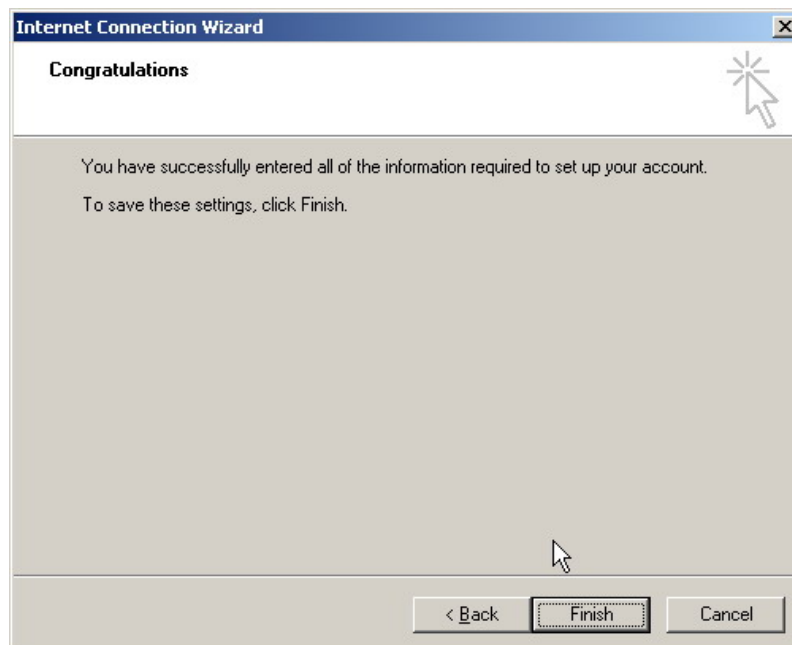 Internet Connection Wizard
Congratulations
You have successfully entered all of the information required to set up your account.
To save these settings, click Finish.
< Back
Finish
Cancel